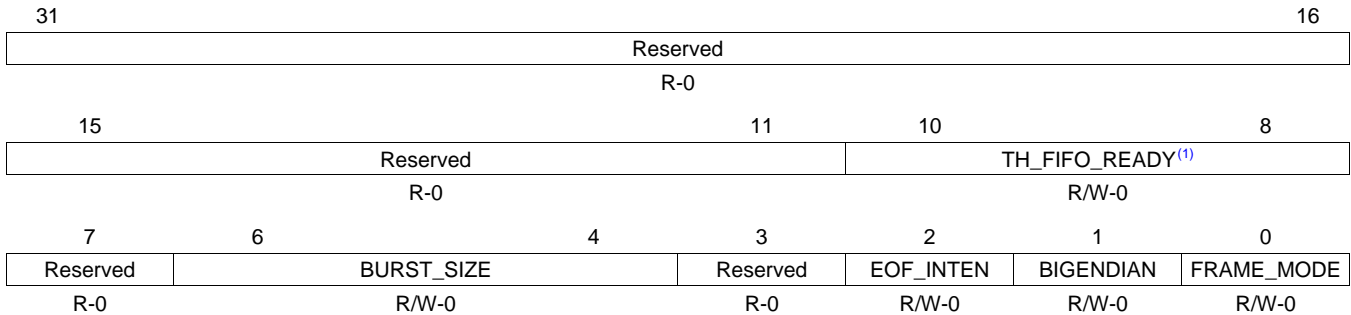 31 16
Reserved
R-0
15 11 10 8
Reserved TH_FIFO_READY(1)
R-0 R/W-0
7 6 4 3 2 1 0
Reserved BURST_SIZE Reserved EOF_INTEN BIGENDIAN FRAME_MODE
R-0 R/W-0 R-0 R/W-0 R/W-0 R/W-0